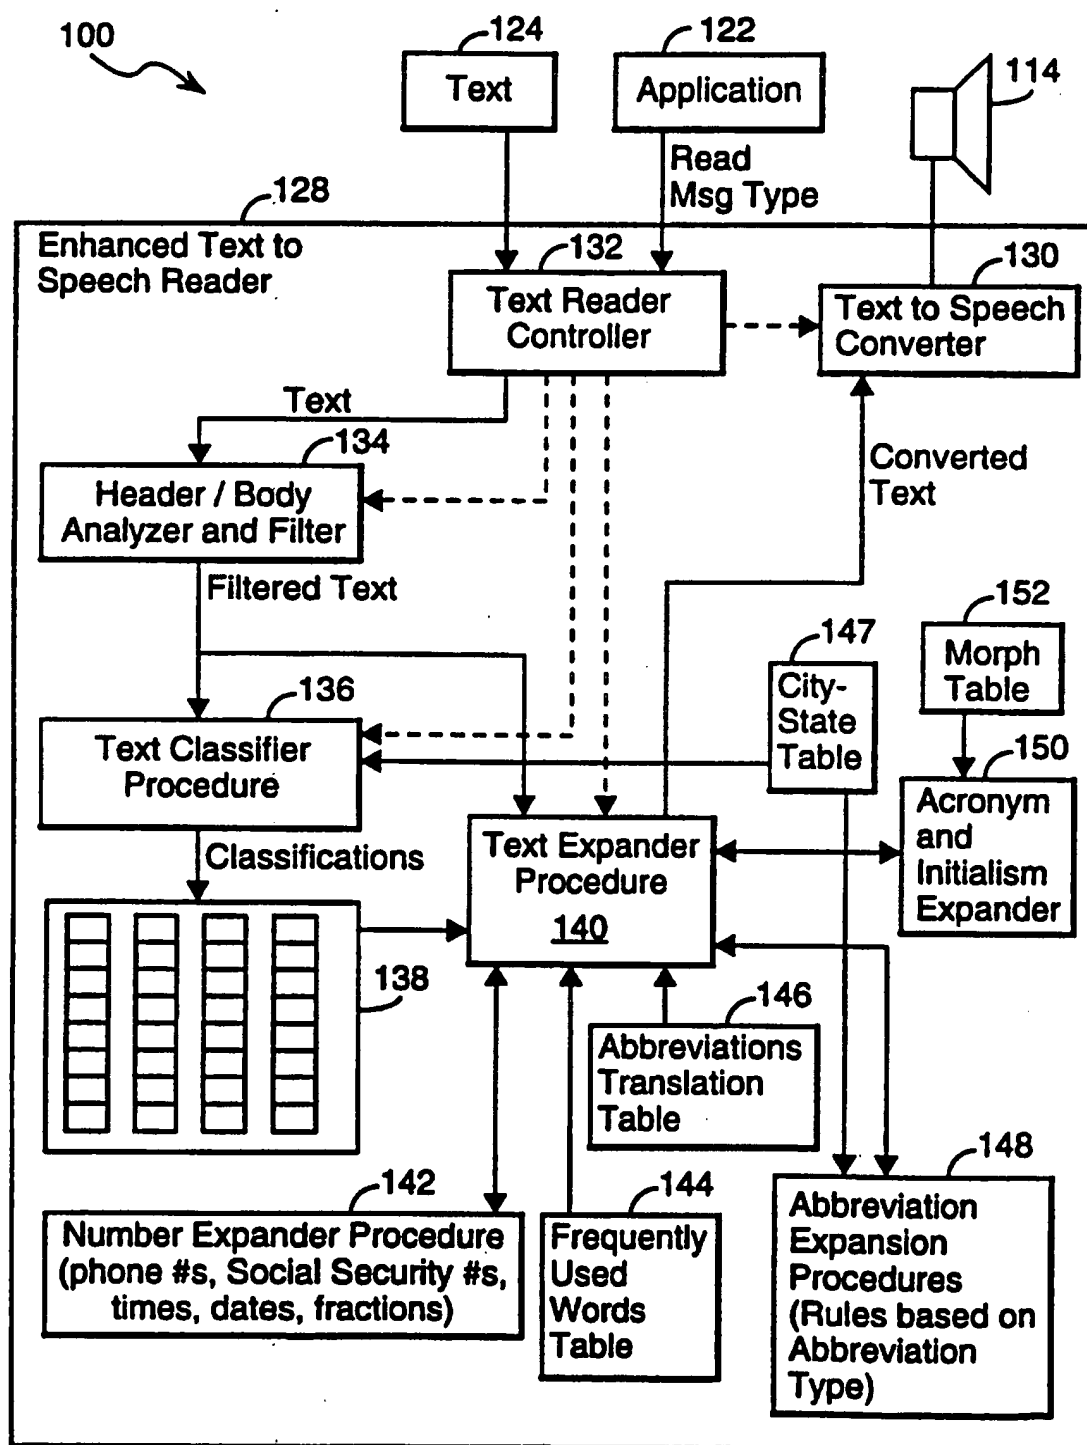 100
124
122
Text
Application
114
Read
Msg Type
128
Enhanced Text to
Speech Reader
132
130
Text Reader
Controller
Text to Speech
Converter
Text
134
Header / Body
Analyzer and Filter
Converted
Text
Filtered Text
152
Morph
Table
147
City-
State
Table
136
Text Classifier
Procedure
150
Acronym
and
Initialism
Expander
Text Expander
Procedure
140
Classifications
138
146
Abbreviations
Translation
Table
142
Number Expander Procedure
(phone #s, Social Security #s,
times, dates, fractions)
144
Frequently
Used
Words
Table
148
Abbreviation
Expansion
Procedures
(Rules based on
Abbreviation
Type)